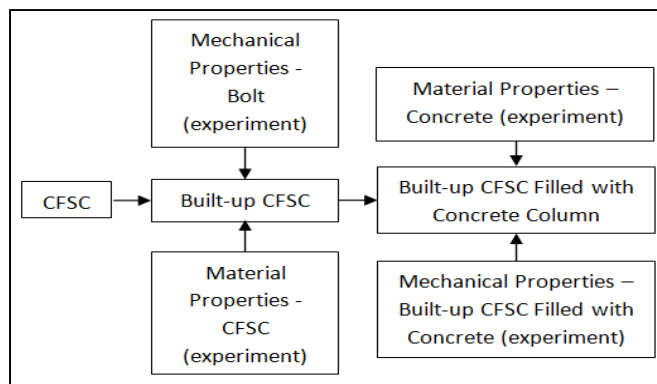 Mechanical
Properties -
Bolt
(experiment)
Material Properties –
Concrete (experiment)
CFSC
Built-up CFSC
Built-up CFSC Filled with
Concrete Column
Material
Properties -
CFSC
(experiment)
Mechanical Properties –
Built-up CFSC Filled with
Concrete (experiment)